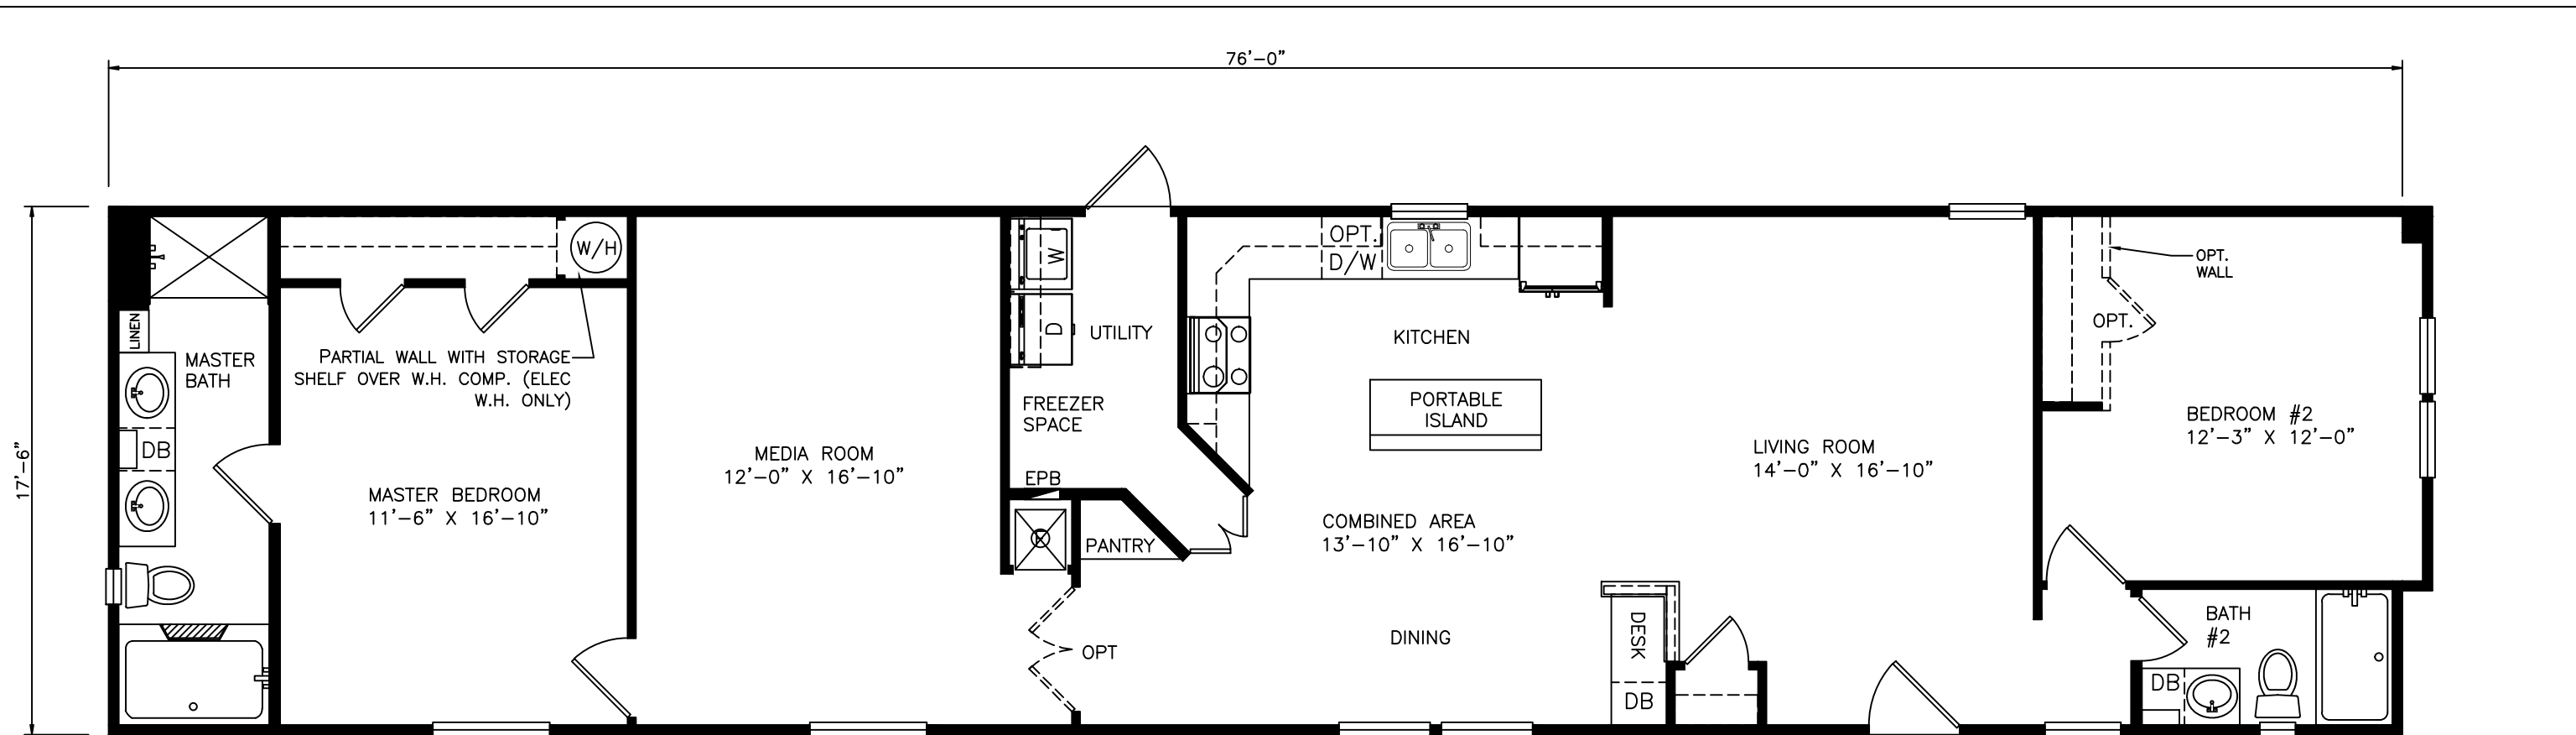 76'-0"
17'-6"
LINEN
MASTER
BATH
DB
W/H
PARTIAL WALL WITH STORAGE
SHELF OVER W.H. COMP. (ELEC
W.H. ONLY)
MASTER BEDROOM
11'-6" X 16'-10"
MEDIA ROOM
12'-0" X 16'-10"
W
D
UTILITY
FREEZER
SPACE
EPB
PANTRY
OPT
OPT.
D/W
KITCHEN
PORTABLE
ISLAND
COMBINED AREA
13'-10" X 16'-10"
DINING
DESK
DB
LIVING ROOM
14'-0" X 16'-10"
OPT.
WALL
OPT.
BEDROOM #2
12'-3" X 12'-0"
BATH
#2
DB